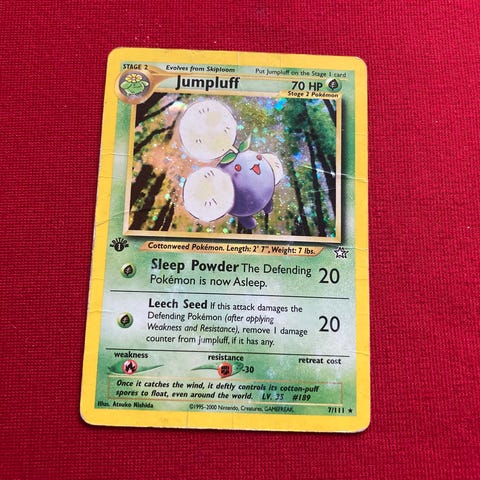 STAGE 2 Evolves from Skiploom Put Jumpluff on the Stage 1 card
Jumpluff 70 HP
Stage 2 Pokémon
Cottonweed Pokémon. Length: 2' 7", Weight: 7 lbs.
EDITION
1
Sleep Powder The Defending 20
Pokémon is now Asleep.
Leech Seed If this attack damages the
Defending Pokémon (after applying 20
Weakness and Resistance), remove 1 damage
counter from Jumpluff, if it has any.
weakness resistance retreat cost
-30
Once it catches the wind, it deftly controls its cotton-puff
spores to float, even around the world. LV. 35 #189
Illus. Atsuko Nishida ©1995-2000 Nintendo, Creatures, GAMEFREAK. 7/111 ★